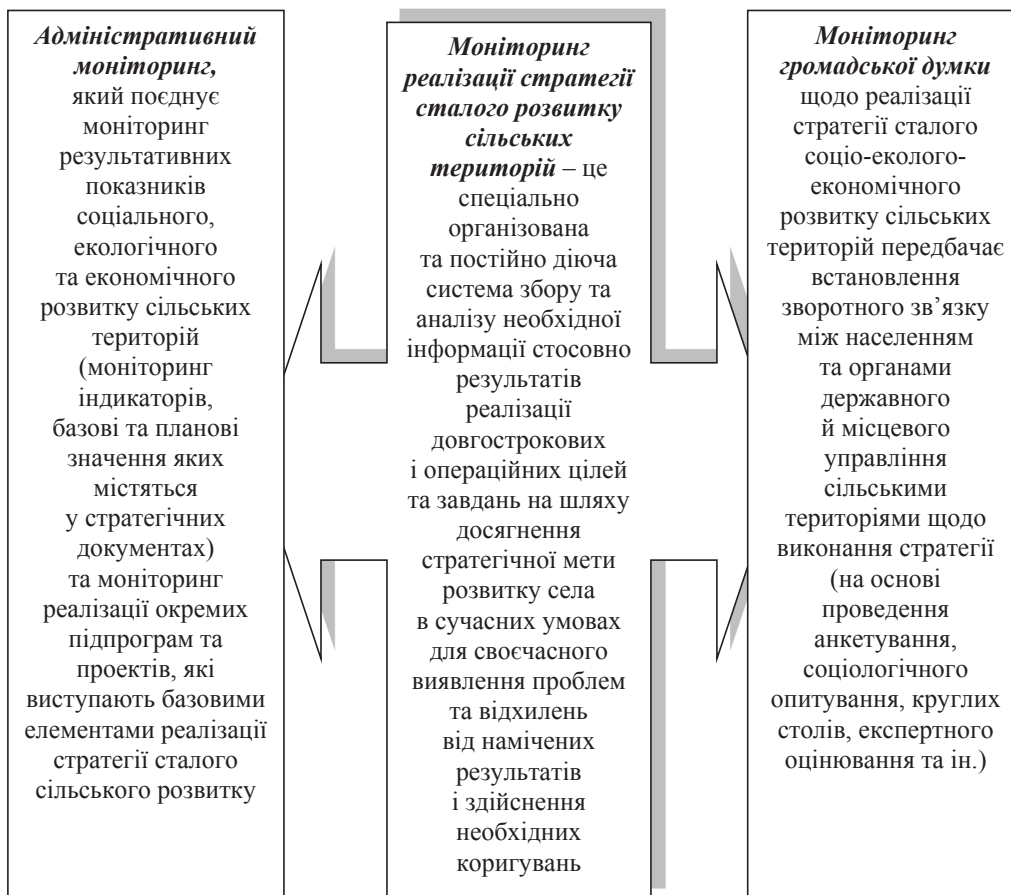 Адміністративний
моніторинг,
який поєднує
моніторинг
результативних
показників
соціального,
екологічного
та економічного
розвитку сільських
територій
(моніторинг
індикаторів,
базові та планові
значення яких
містяться
у стратегічних
документах)
та моніторинг
реалізації окремих
підпрограм та
проектів, які
виступають базовими
елементами реалізації
стратегії сталого
сільського розвитку
Моніторинг
реалізації стратегії
сталого розвитку
сільських
територій – це
спеціально
організована
та постійно діюча
система збору та
аналізу необхідної
інформації стосовно
результатів
реалізації
довгострокових
і операційних цілей
та завдань на шляху
досягнення
стратегічної мети
розвитку села
в сучасних умовах
для своєчасного
виявлення проблем
та відхилень
від намічених
результатів
і здійснення
необхідних
коригувань
Моніторинг
громадської думки
щодо реалізації
стратегії сталого
соціо-еколого-
економічного
розвитку сільських
територій передбачає
встановлення
зворотного зв’язку
між населенням
та органами
державного
й місцевого
управління
сільськими
територіями щодо
виконання стратегії
(на основі
проведення
анкетування,
соціологічного
опитування, круглих
столів, експертного
оцінювання та ін.)